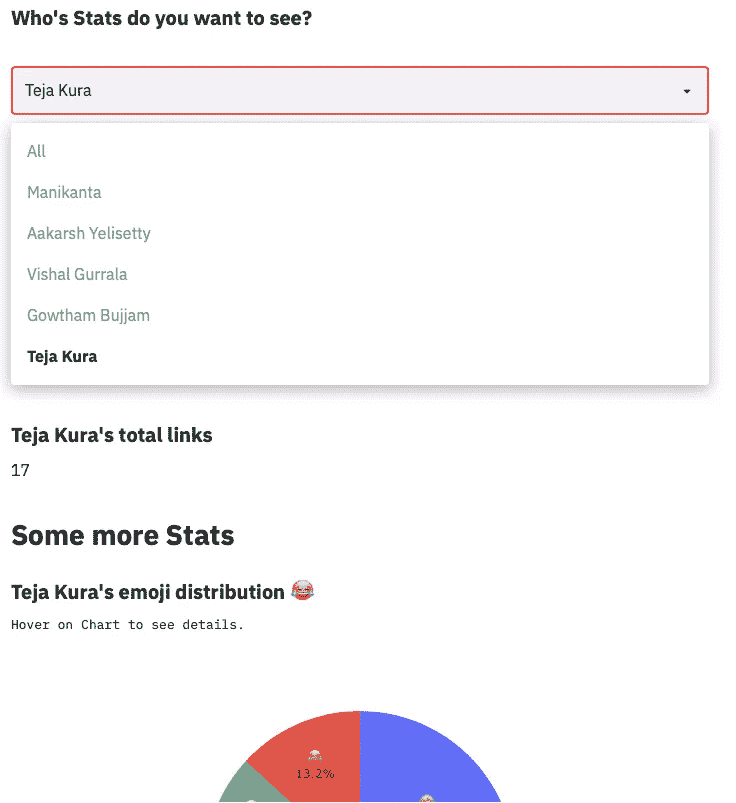 Who's Stats do you want to see?
Teja Kura
All
Manikanta
Aakarsh Yelisetty
Vishal Gurrala
Gowtham Bujjam
Teja Kura
Teja Kura's total links
17
Some more Stats
Teja Kura's emoji distribution 😂
Hover on Chart to see details.
13.2%